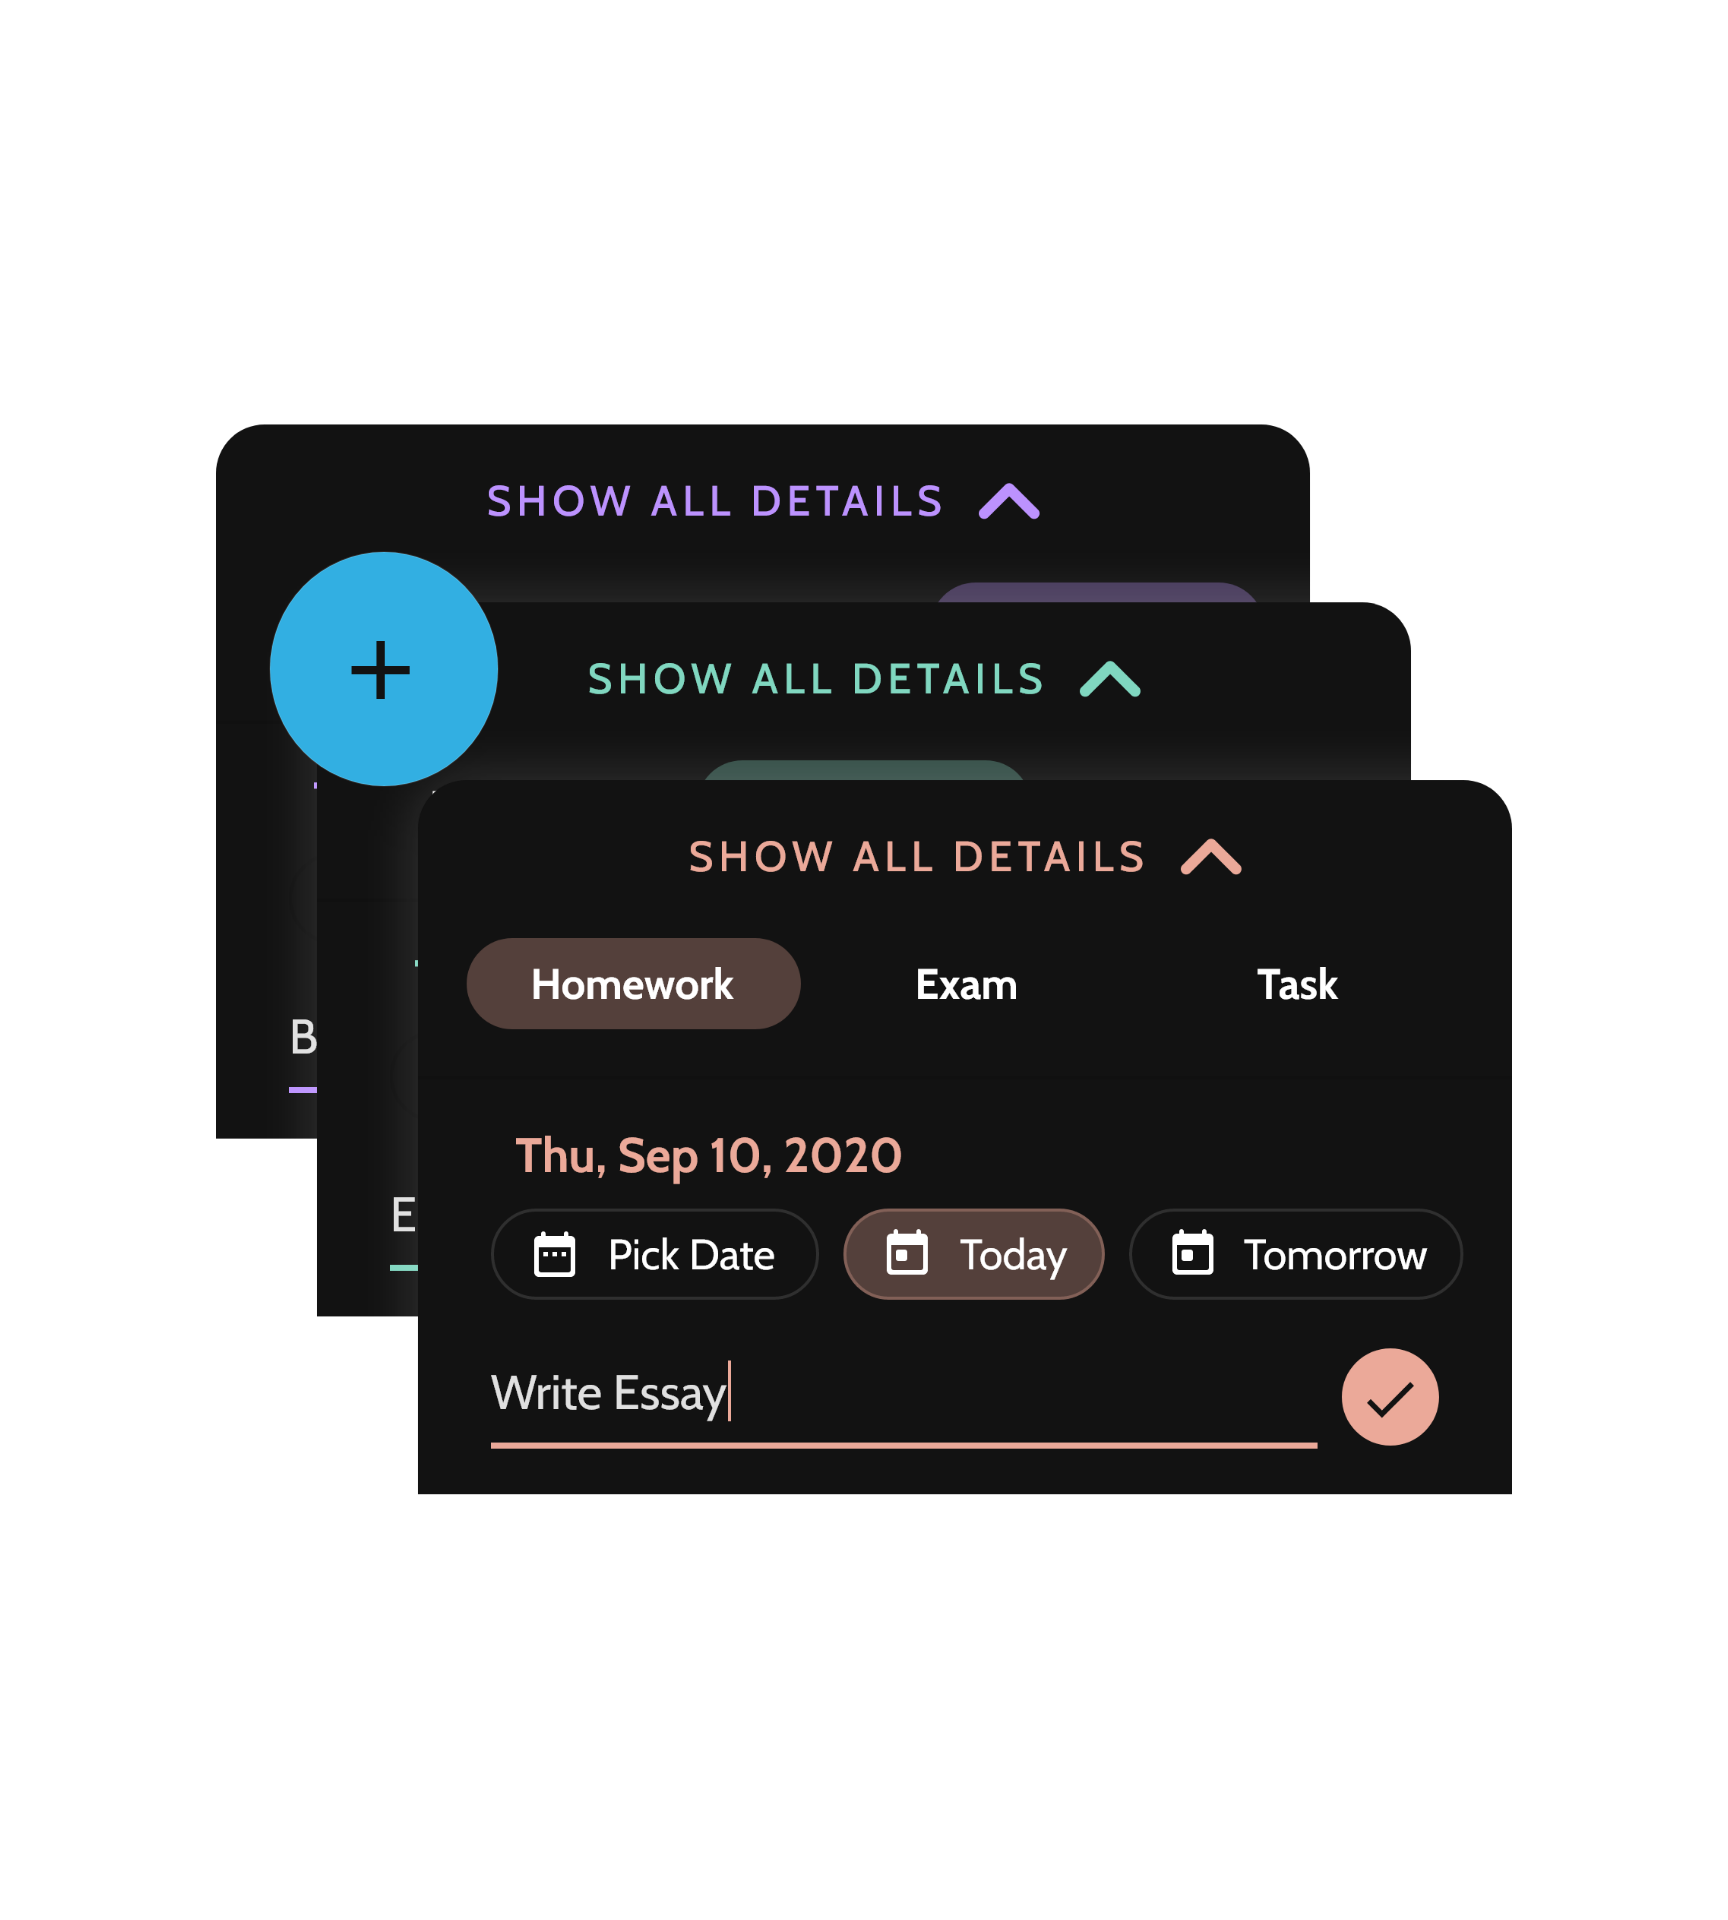 SHOW ALL DETAILS
SHOW ALL DETAILS
SHOW ALL DETAILS
Homework Exam Task
B
Thu, Sep 10, 2020
E
Pick Date Today Tomorrow
Write Essay